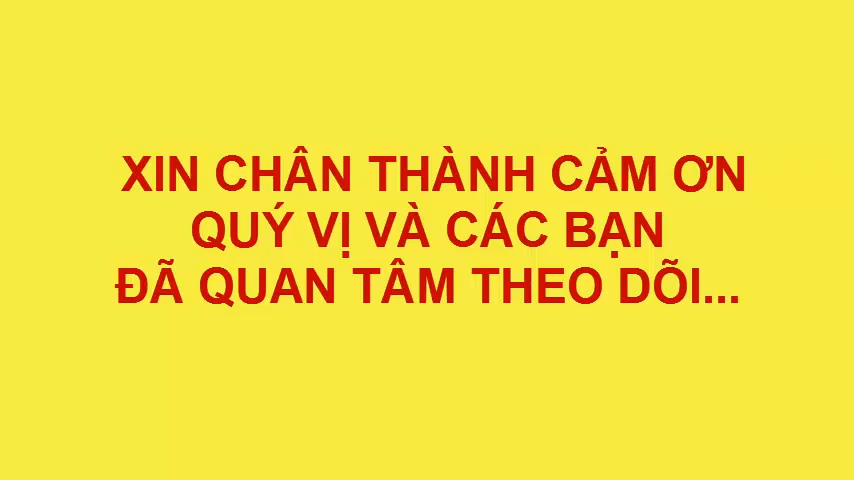 XIN CHÂN THÀNH CẢM ƠN
QUÝ VỊ VÀ CÁC BẠN
ĐÃ QUAN TÂM THEO DÕI...